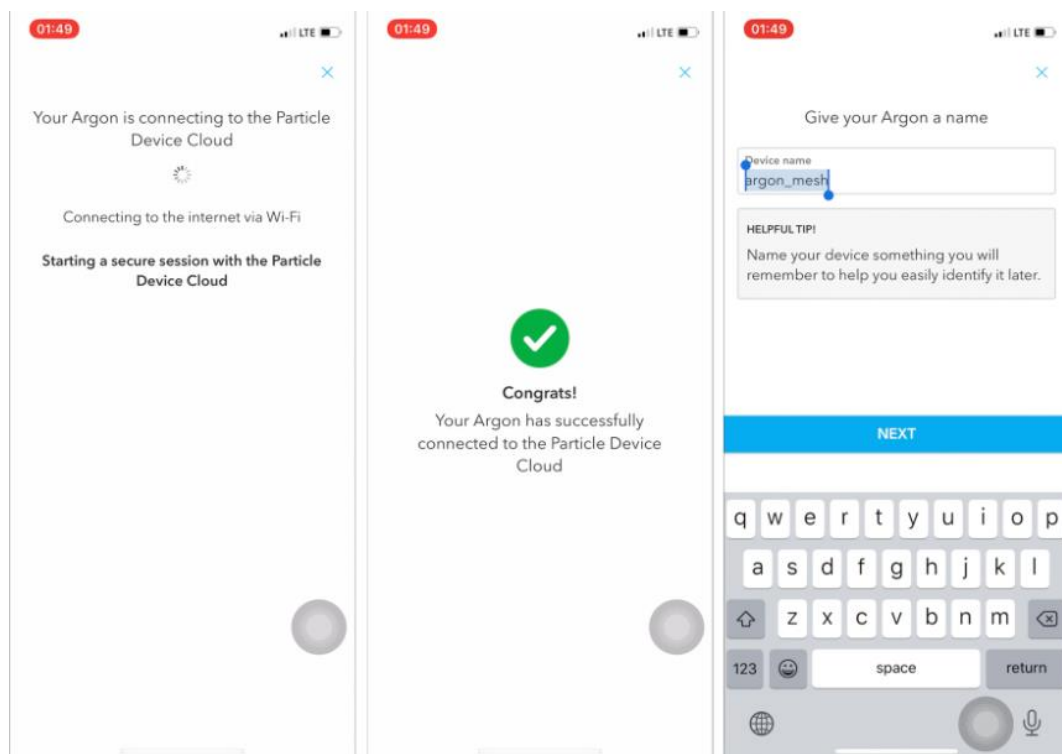 01:49
LTE
Your Argon is connecting to the Particle
Device Cloud
Connecting to the internet via Wi-Fi
Starting a secure session with the Particle
Device Cloud
01:49
LTE
Congrats!
Your Argon has successfully
connected to the Particle Device
Cloud
01:49
LTE
Give your Argon a name
Device name
argon_mesh
HELPFUL TIP!
Name your device something you will
remember to help you easily identify it later.
NEXT
q w e r t y u i o p
a s d f g h j k l
z x c v b n m
123 space return